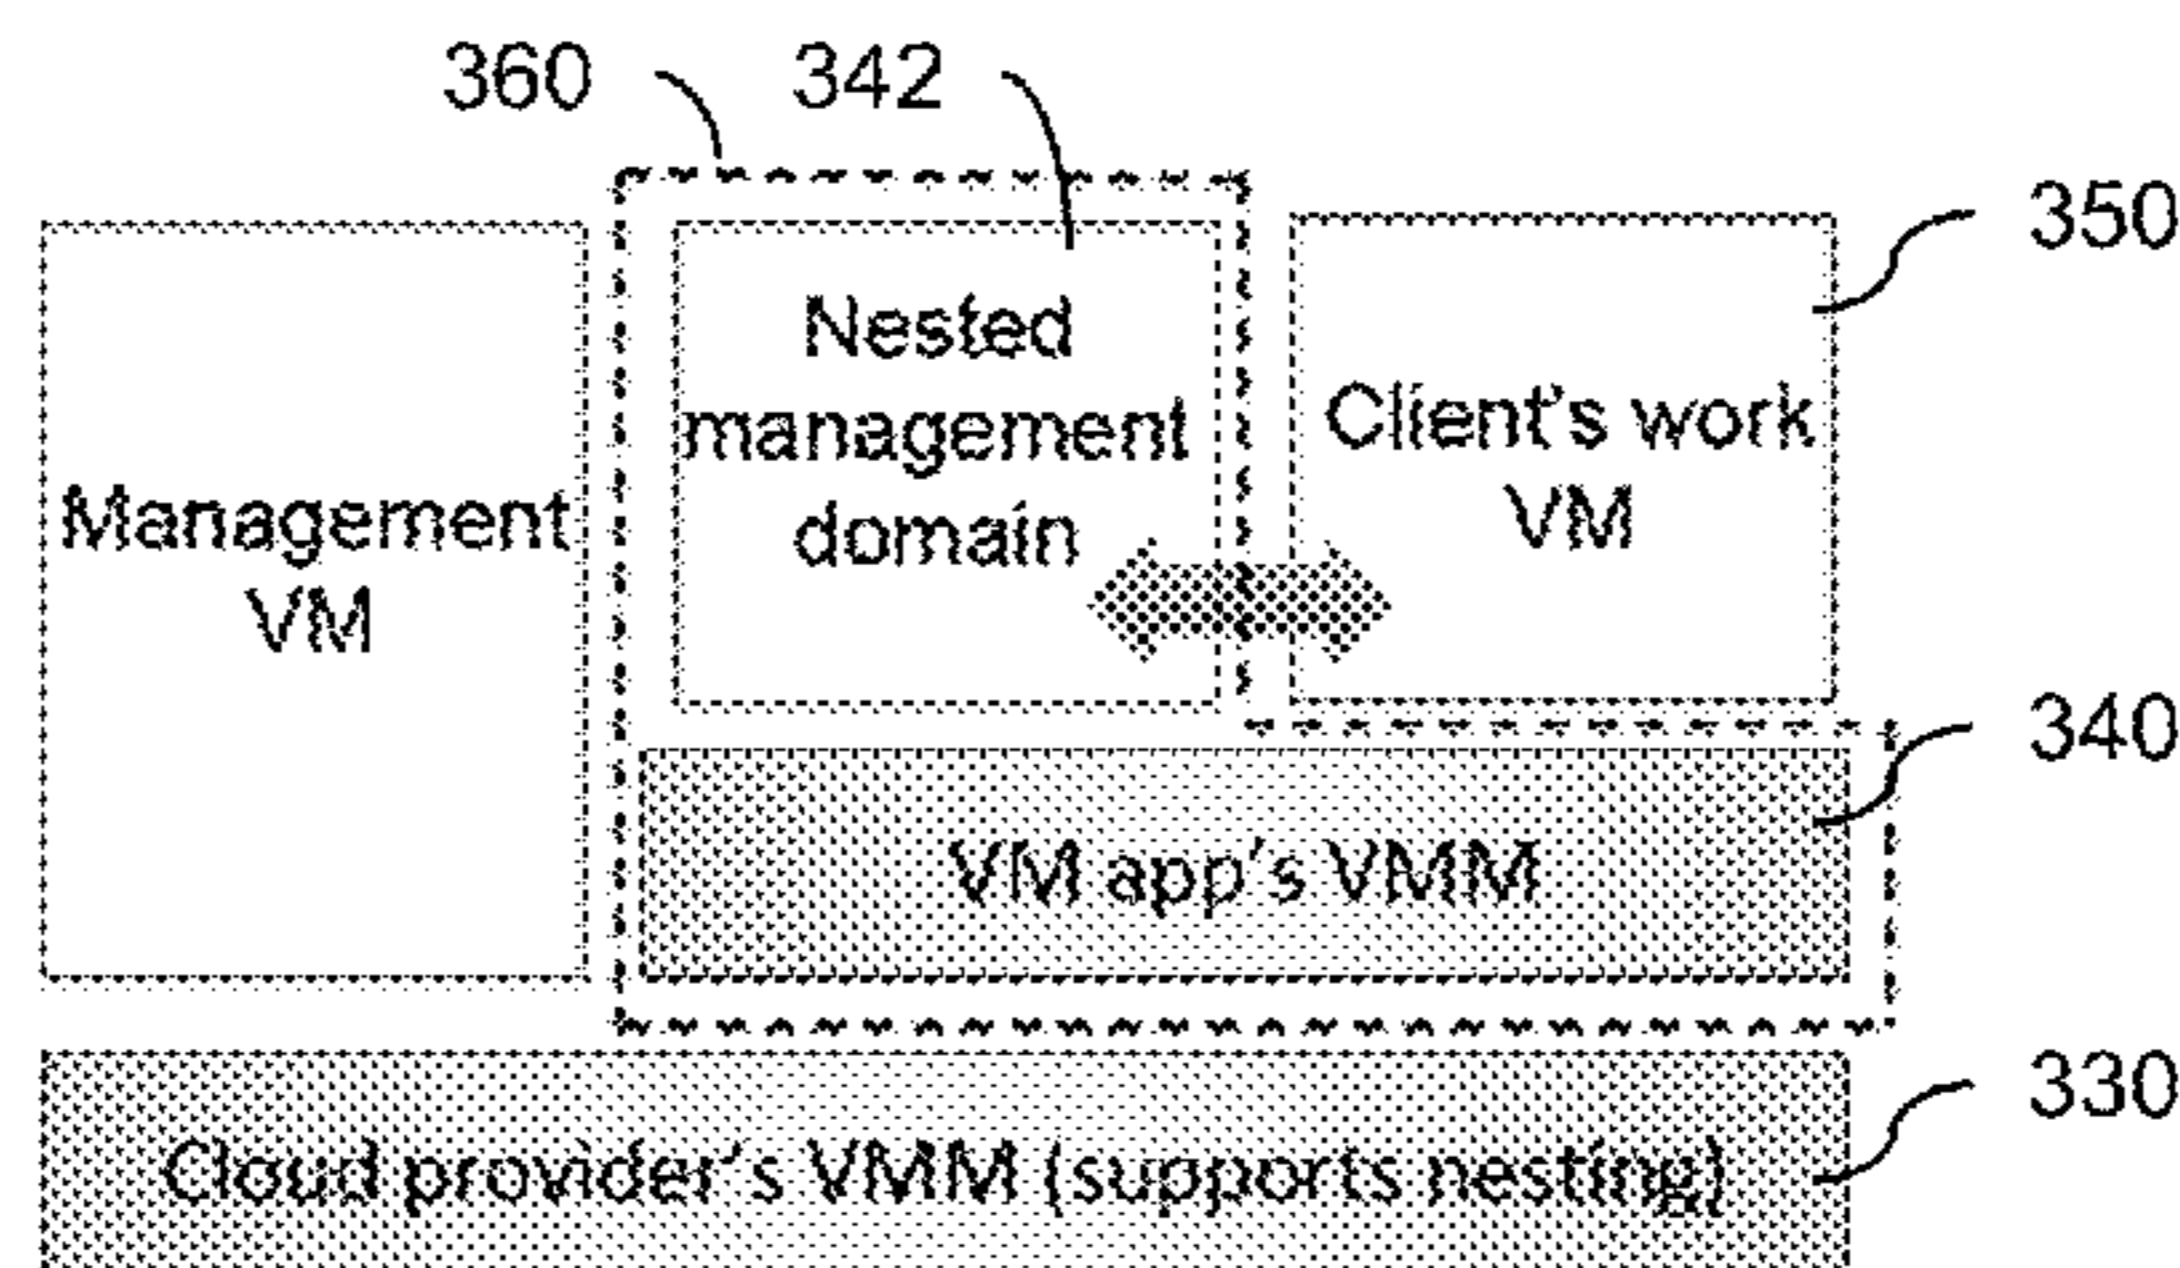 360 342
350
Nested
management
domain
Client's work
VM
Management
VM
340
VM app's VMM
330
Cloud provider's VMM (supports nesting)